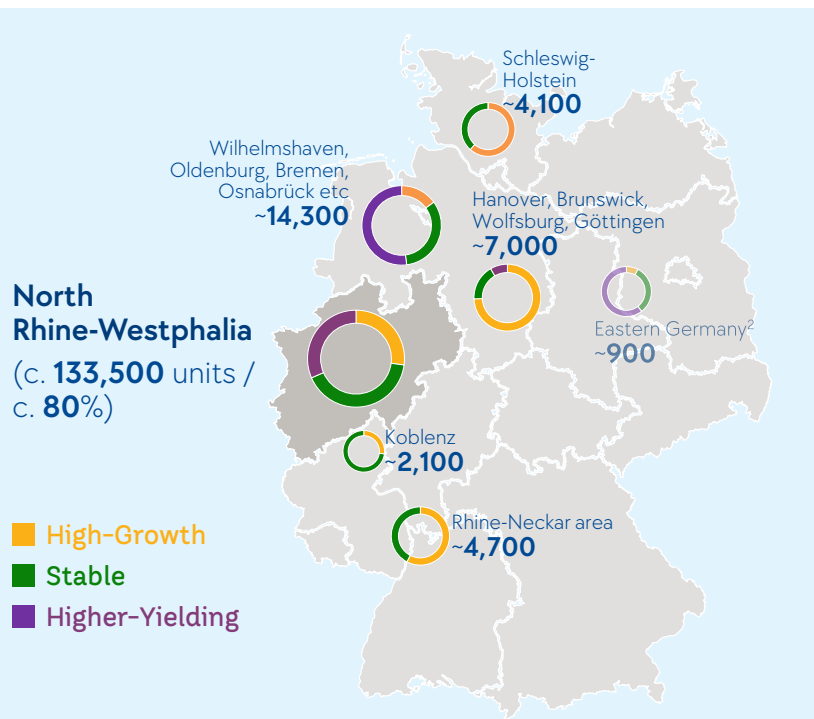 Schleswig-
Holstein
~4,100
Wilhelmshaven,
Oldenburg, Bremen,
Osnabrück etc
~14,300
Hanover, Brunswick,
Wolfsburg, Göttingen
~7,000
North
Rhine-Westphalia
(c. 133,500 units /
c. 80%)
Eastern Germany²
~900
Koblenz
~2,100
Rhine-Neckar area
~4,700
High-Growth
Stable
Higher-Yielding